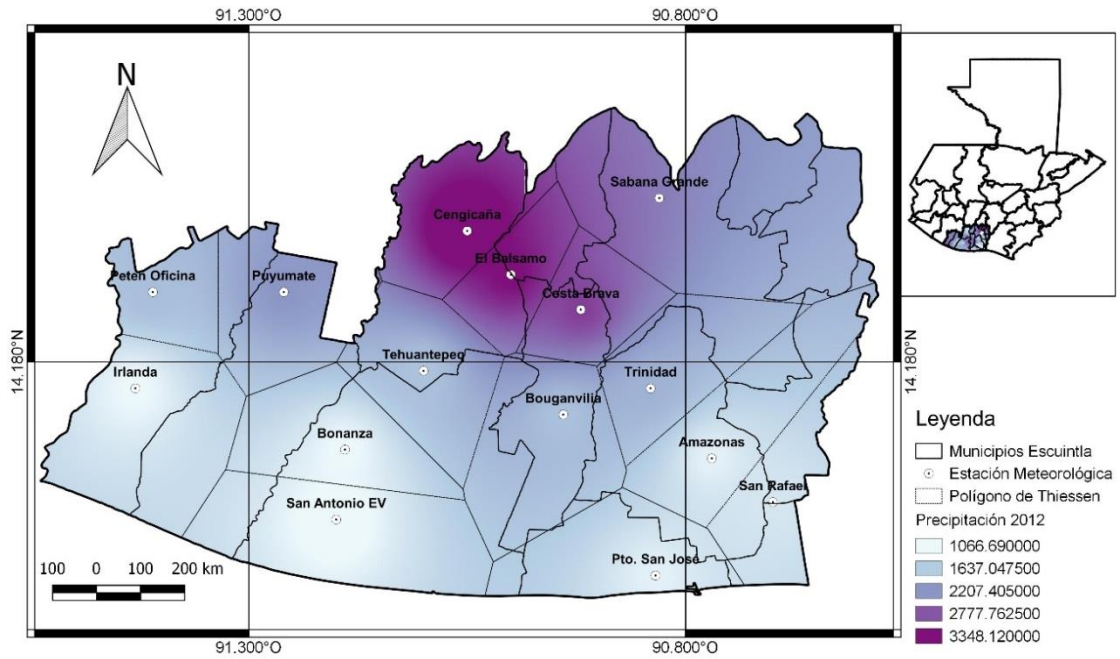 91.300°O 90.800°O
N
Sabana Grande
Cengicaña
El Balsamo
Peten Oficina Puyumate
Costa Brava
14.180°N 14.180°N
Tehuantepeq
Irlanda Trinidad
Bouganvilia
Bonanza Amazonas
San Rafael
San Antonio EV
Pto. San José
100 0 100 200 km
91.300°O 90.800°O
Leyenda
Municipios Escuintla
Estación Meteorológica
Polígono de Thiessen
Precipitación 2012
1066.690000
1637.047500
2207.405000
2777.762500
3348.120000